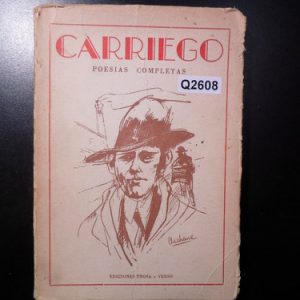 CARRIEGO
POESIAS COMPLETAS
Q2608
EDICIONES PROSA y VERSO